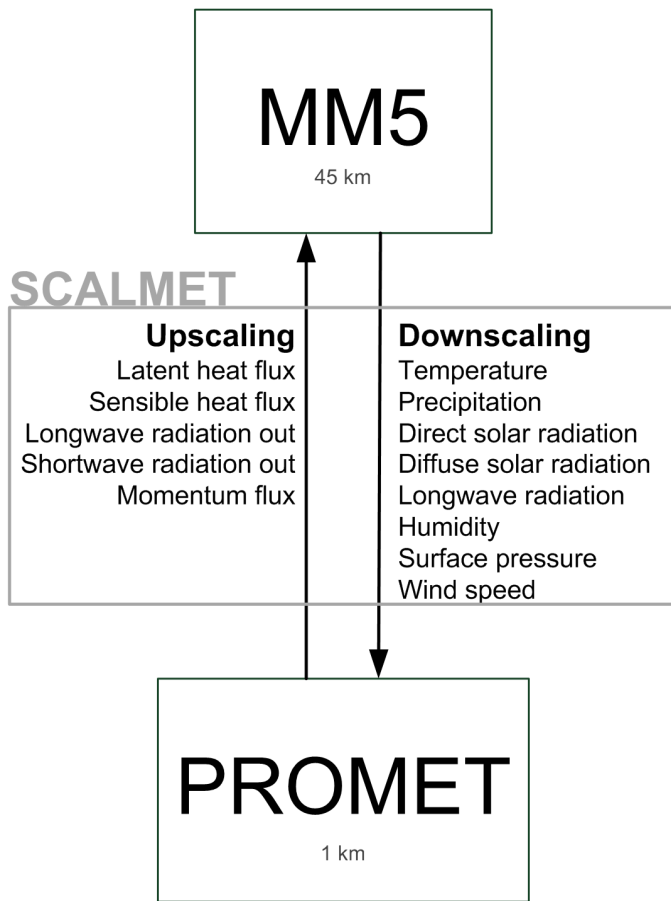 MM5
45 km
SCALMET
Upscaling
Latent heat flux
Sensible heat flux
Longwave radiation out
Shortwave radiation out
Momentum flux
Downscaling
Temperature
Precipitation
Direct solar radiation
Diffuse solar radiation
Longwave radiation
Humidity
Surface pressure
Wind speed
PROMET
1 km